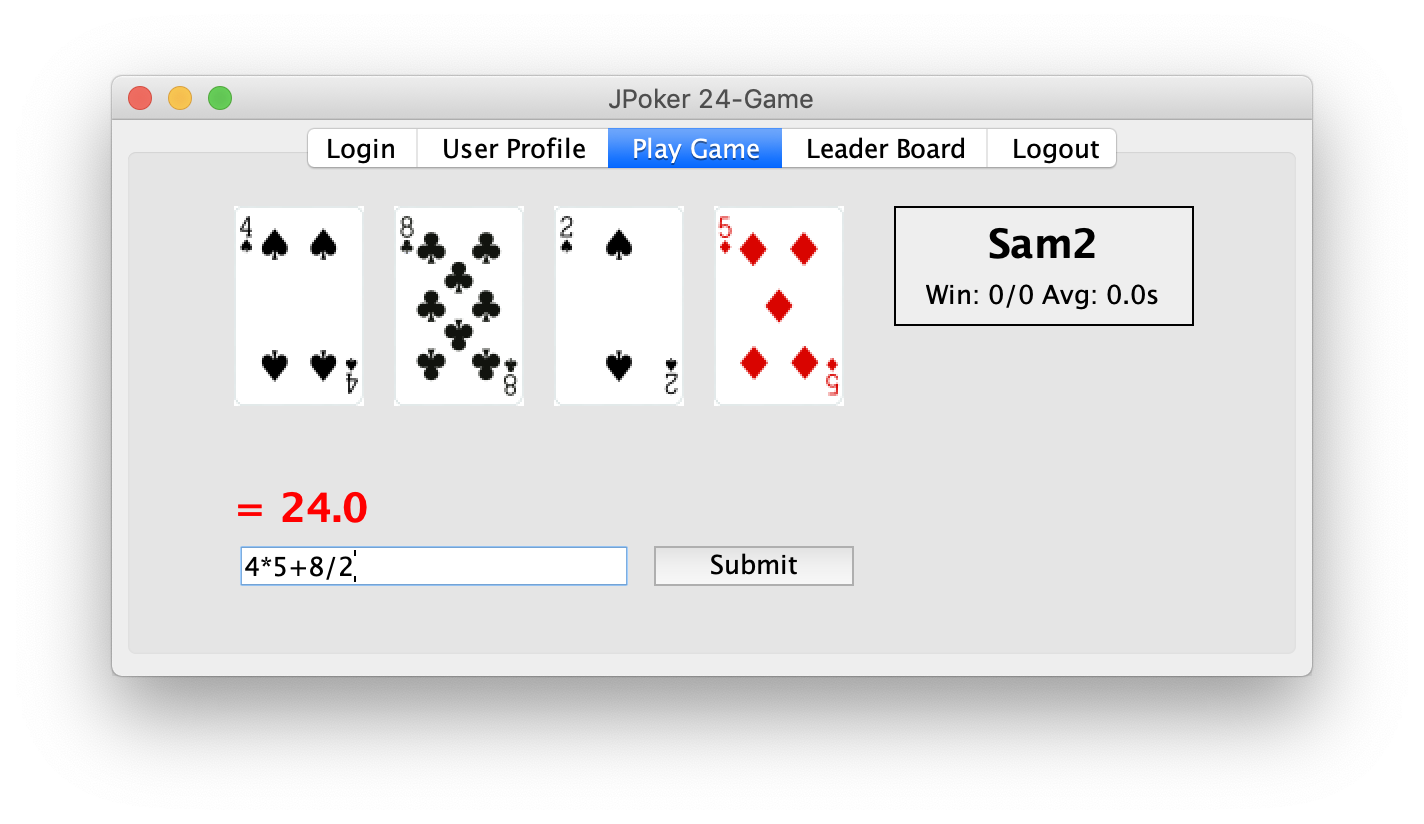 JPoker 24-Game
Login User Profile Play Game Leader Board Logout
4 8 2 5
Sam2
Win: 0/0 Avg: 0.0s
4 8 2 5
= 24.0
4*5+8/2 Submit